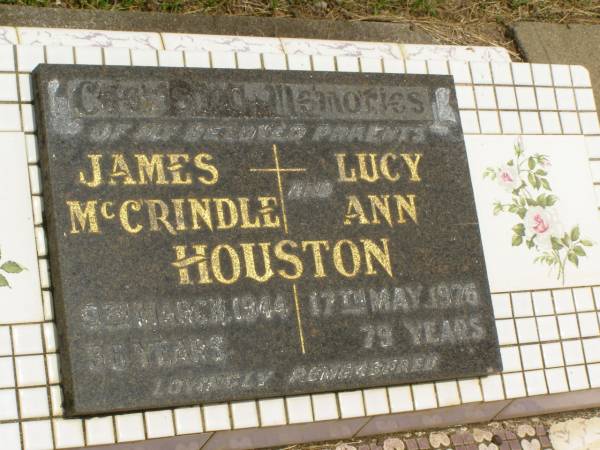 Cherished Memories
OF MY BELOVED PARENTS
JAMES AND LUCY
McCRINDLE ANN
HOUSTON
MARCH, 1944 17TH MAY, 1976
YEARS 79 YEARS
LOVINGLY REMEMBERED